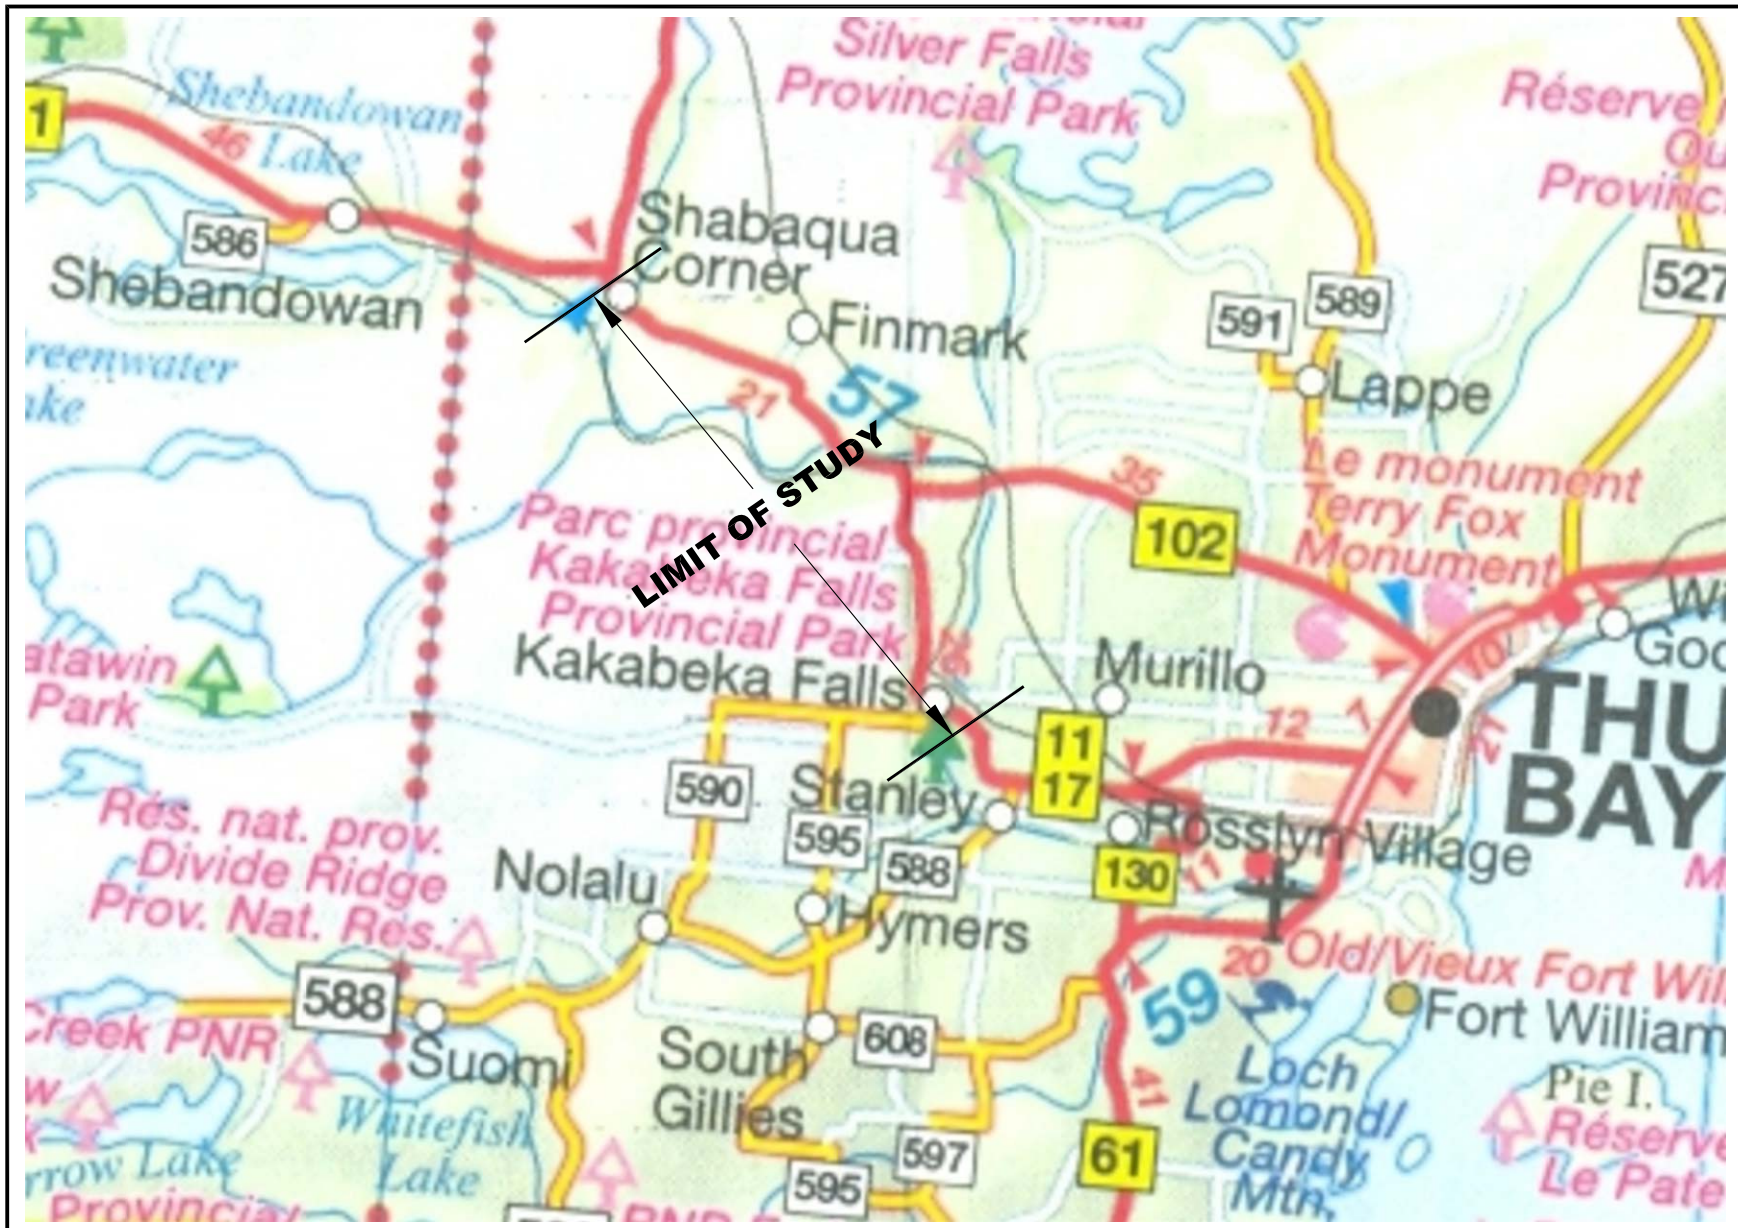 Silver Falls
Provincial Park
Réserve
Provinc
Shebandowan
Lake
1
46
586
Shebandowan
Shabaqua
Corner
Finmark
57
21
591
589
527
Lappe
35
102
Le monument
Terry Fox
Monument
LIMIT OF STUDY
Parc provincial
Kakabeka Falls
Provincial Park
Kakabeka Falls
Murillo
10
7
12
21
THU
BAY
Goo
reenwater
ake
atawin
Park
11
17
590
Stanley
595
588
Rosslyn Village
130
11
Rés. nat. prov.
Divide Ridge
Prov. Nat. Res.
Nolalu
Hymers
20
Old/Vieux Fort Wil
Fort William
59
588
Creek PNR
Suomi
South
Gillies
608
Loch
Lomond/
Candy
Mtn.
41
61
597
595
Whitefish
Lake
rrow Lake
Provincial
Pie I.
Réserve
Le Pate